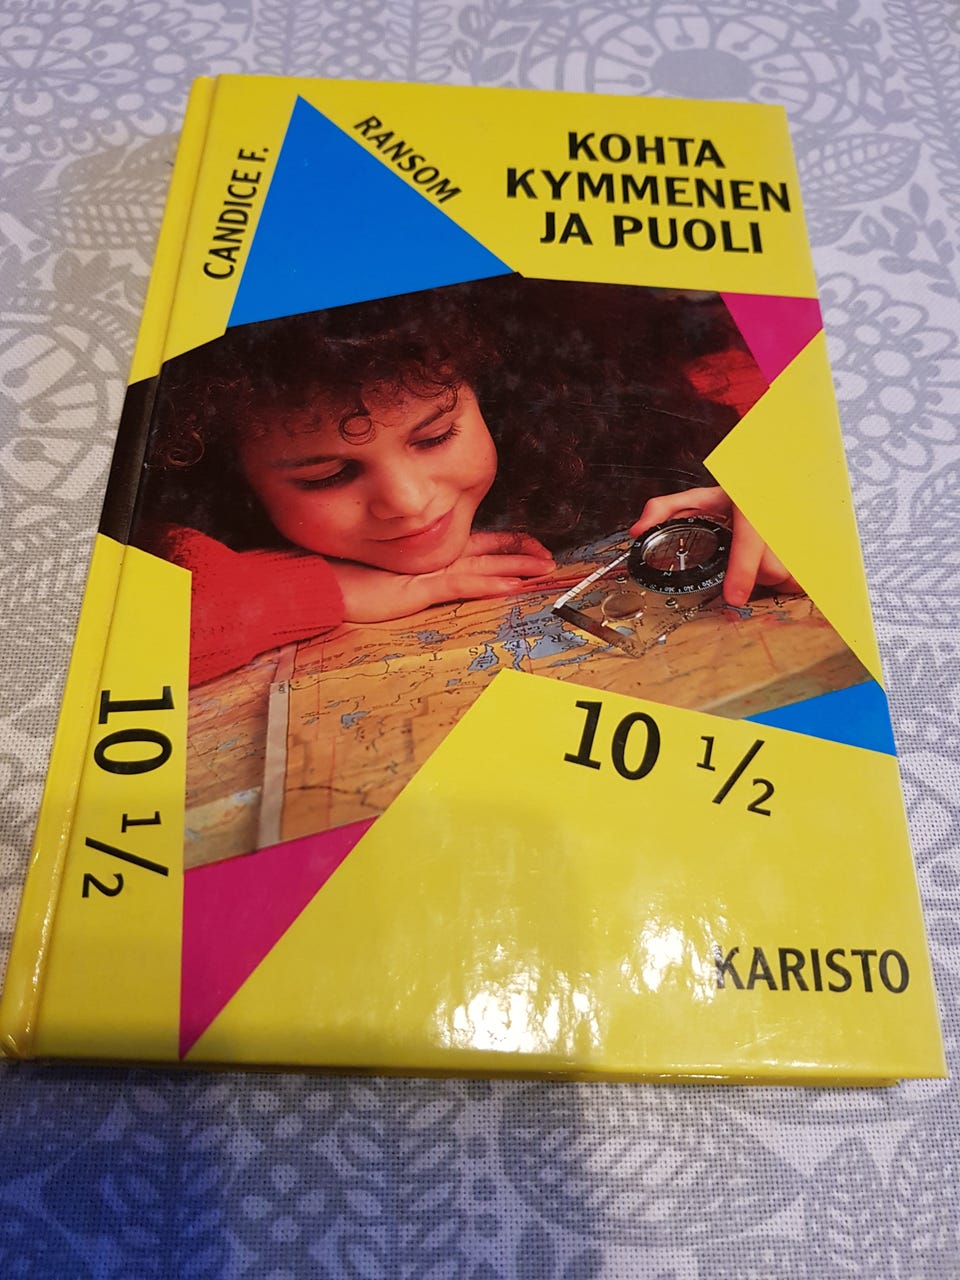 CANDICE F.
RANSOM
KOHTA
KYMMENEN
JA PUOLI
10 1/2
10 1/2
KARISTO